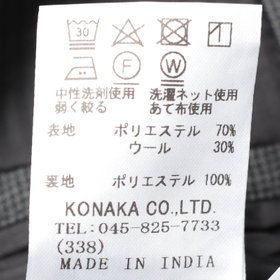 30
F W
中性洗剤使用 洗濯ネット使用
弱く絞る あて布使用
表地 ポリエステル 70%
ウール 30%
裏地 ポリエステル 100%
KONAKA CO.,LTD.
TEL:045-825-7733
(338)
MADE IN INDIA